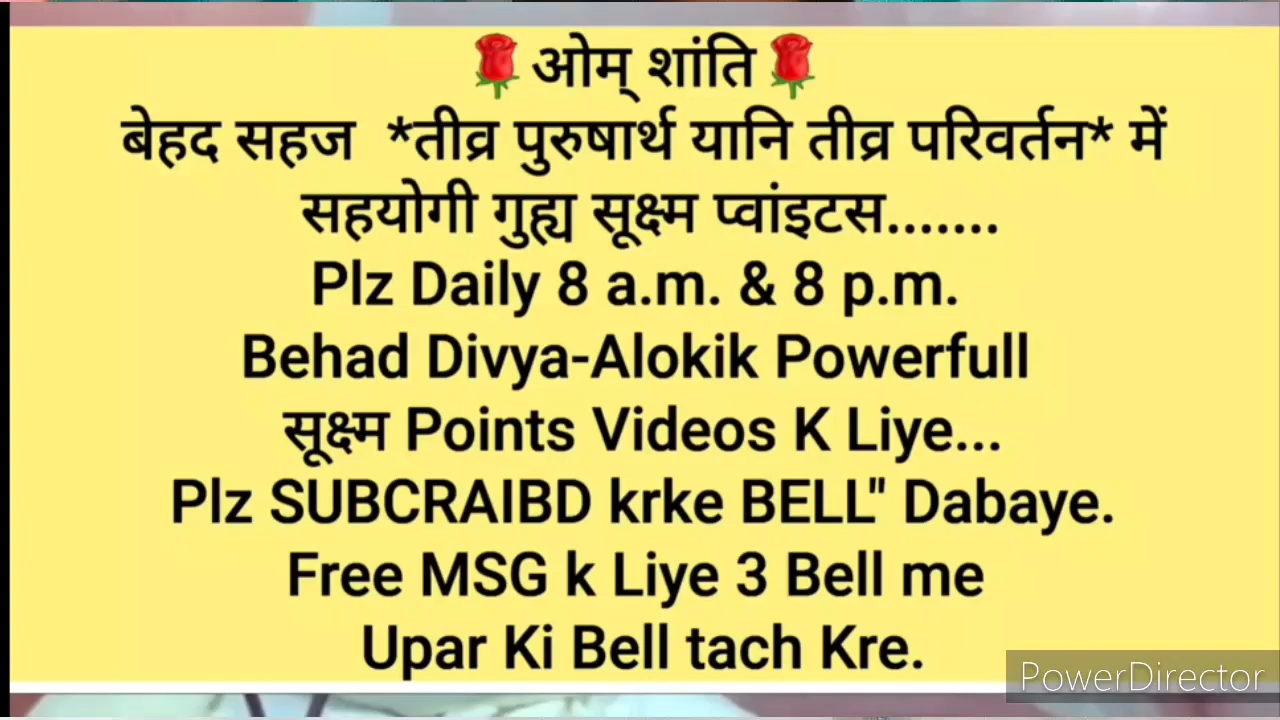 🌹ओम् शांति🌹
बेहद सहज *तीव्र पुरुषार्थ यानि तीव्र परिवर्तन* में
सहयोगी गुह्य सूक्ष्म प्वांइटस.......
Plz Daily 8 a.m. & 8 p.m.
Behad Divya-Alokik Powerfull
सूक्ष्म Points Videos K Liye...
Plz SUBCRAIBD krke BELL" Dabaye.
Free MSG k Liye 3 Bell me
Upar Ki Bell tach Kre.
PowerDirector